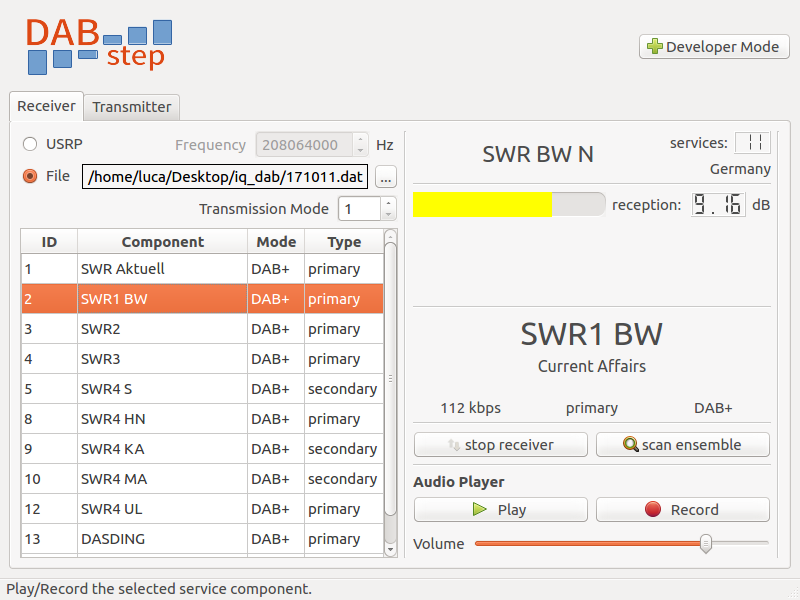 DAB
step
Developer Mode
Receiver
Transmitter
USRP
Frequency
208064000
Hz
File
/home/luca/Desktop/iq_dab/171011.dat
...
Transmission Mode
1
ID Component Mode Type
1 SWR Aktuell DAB+ primary
2 SWR1 BW DAB+ primary
3 SWR2 DAB+ primary
4 SWR3 DAB+ primary
5 SWR4 S DAB+ secondary
8 SWR4 HN DAB+ primary
9 SWR4 KA DAB+ secondary
10 SWR4 MA DAB+ secondary
12 SWR4 UL DAB+ primary
13 DASDING DAB+ primary
SWR BW N
services: 11
Germany
reception: 9.16 dB
SWR1 BW
Current Affairs
112 kbps primary DAB+
stop receiver
scan ensemble
Audio Player
Play
Record
Volume
Play/Record the selected service component.